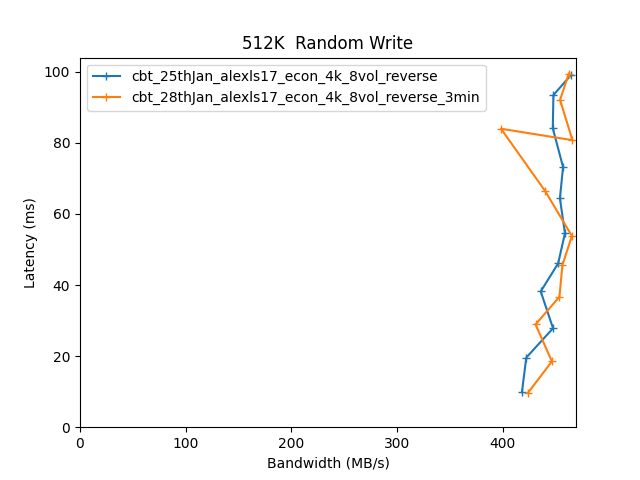 512K  Random Write
cbt_25thJan_alexls17_econ_4k_8vol_reverse
cbt_28thJan_alexls17_econ_4k_8vol_reverse_3min
100
80
60
40
20
0
Latency (ms)
0 100 200 300 400
Bandwidth (MB/s)